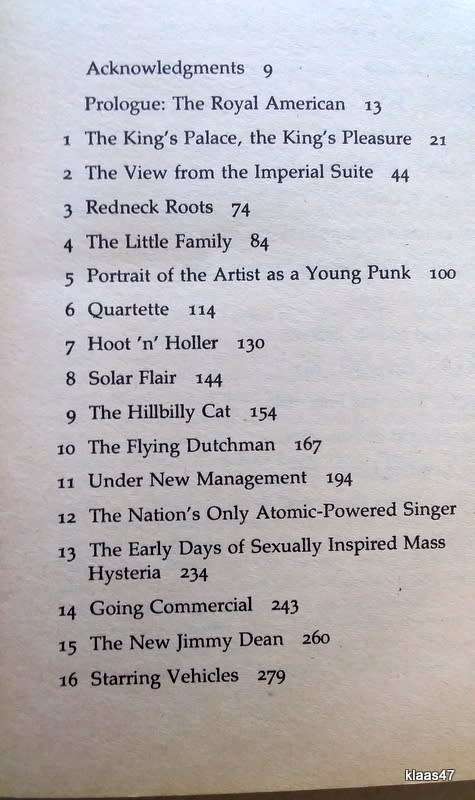 Acknowledgments 9
Prologue: The Royal American 13
1 The King's Palace, the King's Pleasure 21
2 The View from the Imperial Suite 44
3 Redneck Roots 74
4 The Little Family 84
5 Portrait of the Artist as a Young Punk 100
6 Quartette 114
7 Hoot 'n' Holler 130
8 Solar Flair 144
9 The Hillbilly Cat 154
10 The Flying Dutchman 167
11 Under New Management 194
12 The Nation's Only Atomic-Powered Singer
13 The Early Days of Sexually Inspired Mass
Hysteria 234
14 Going Commercial 243
15 The New Jimmy Dean 260
16 Starring Vehicles 279
klaas47